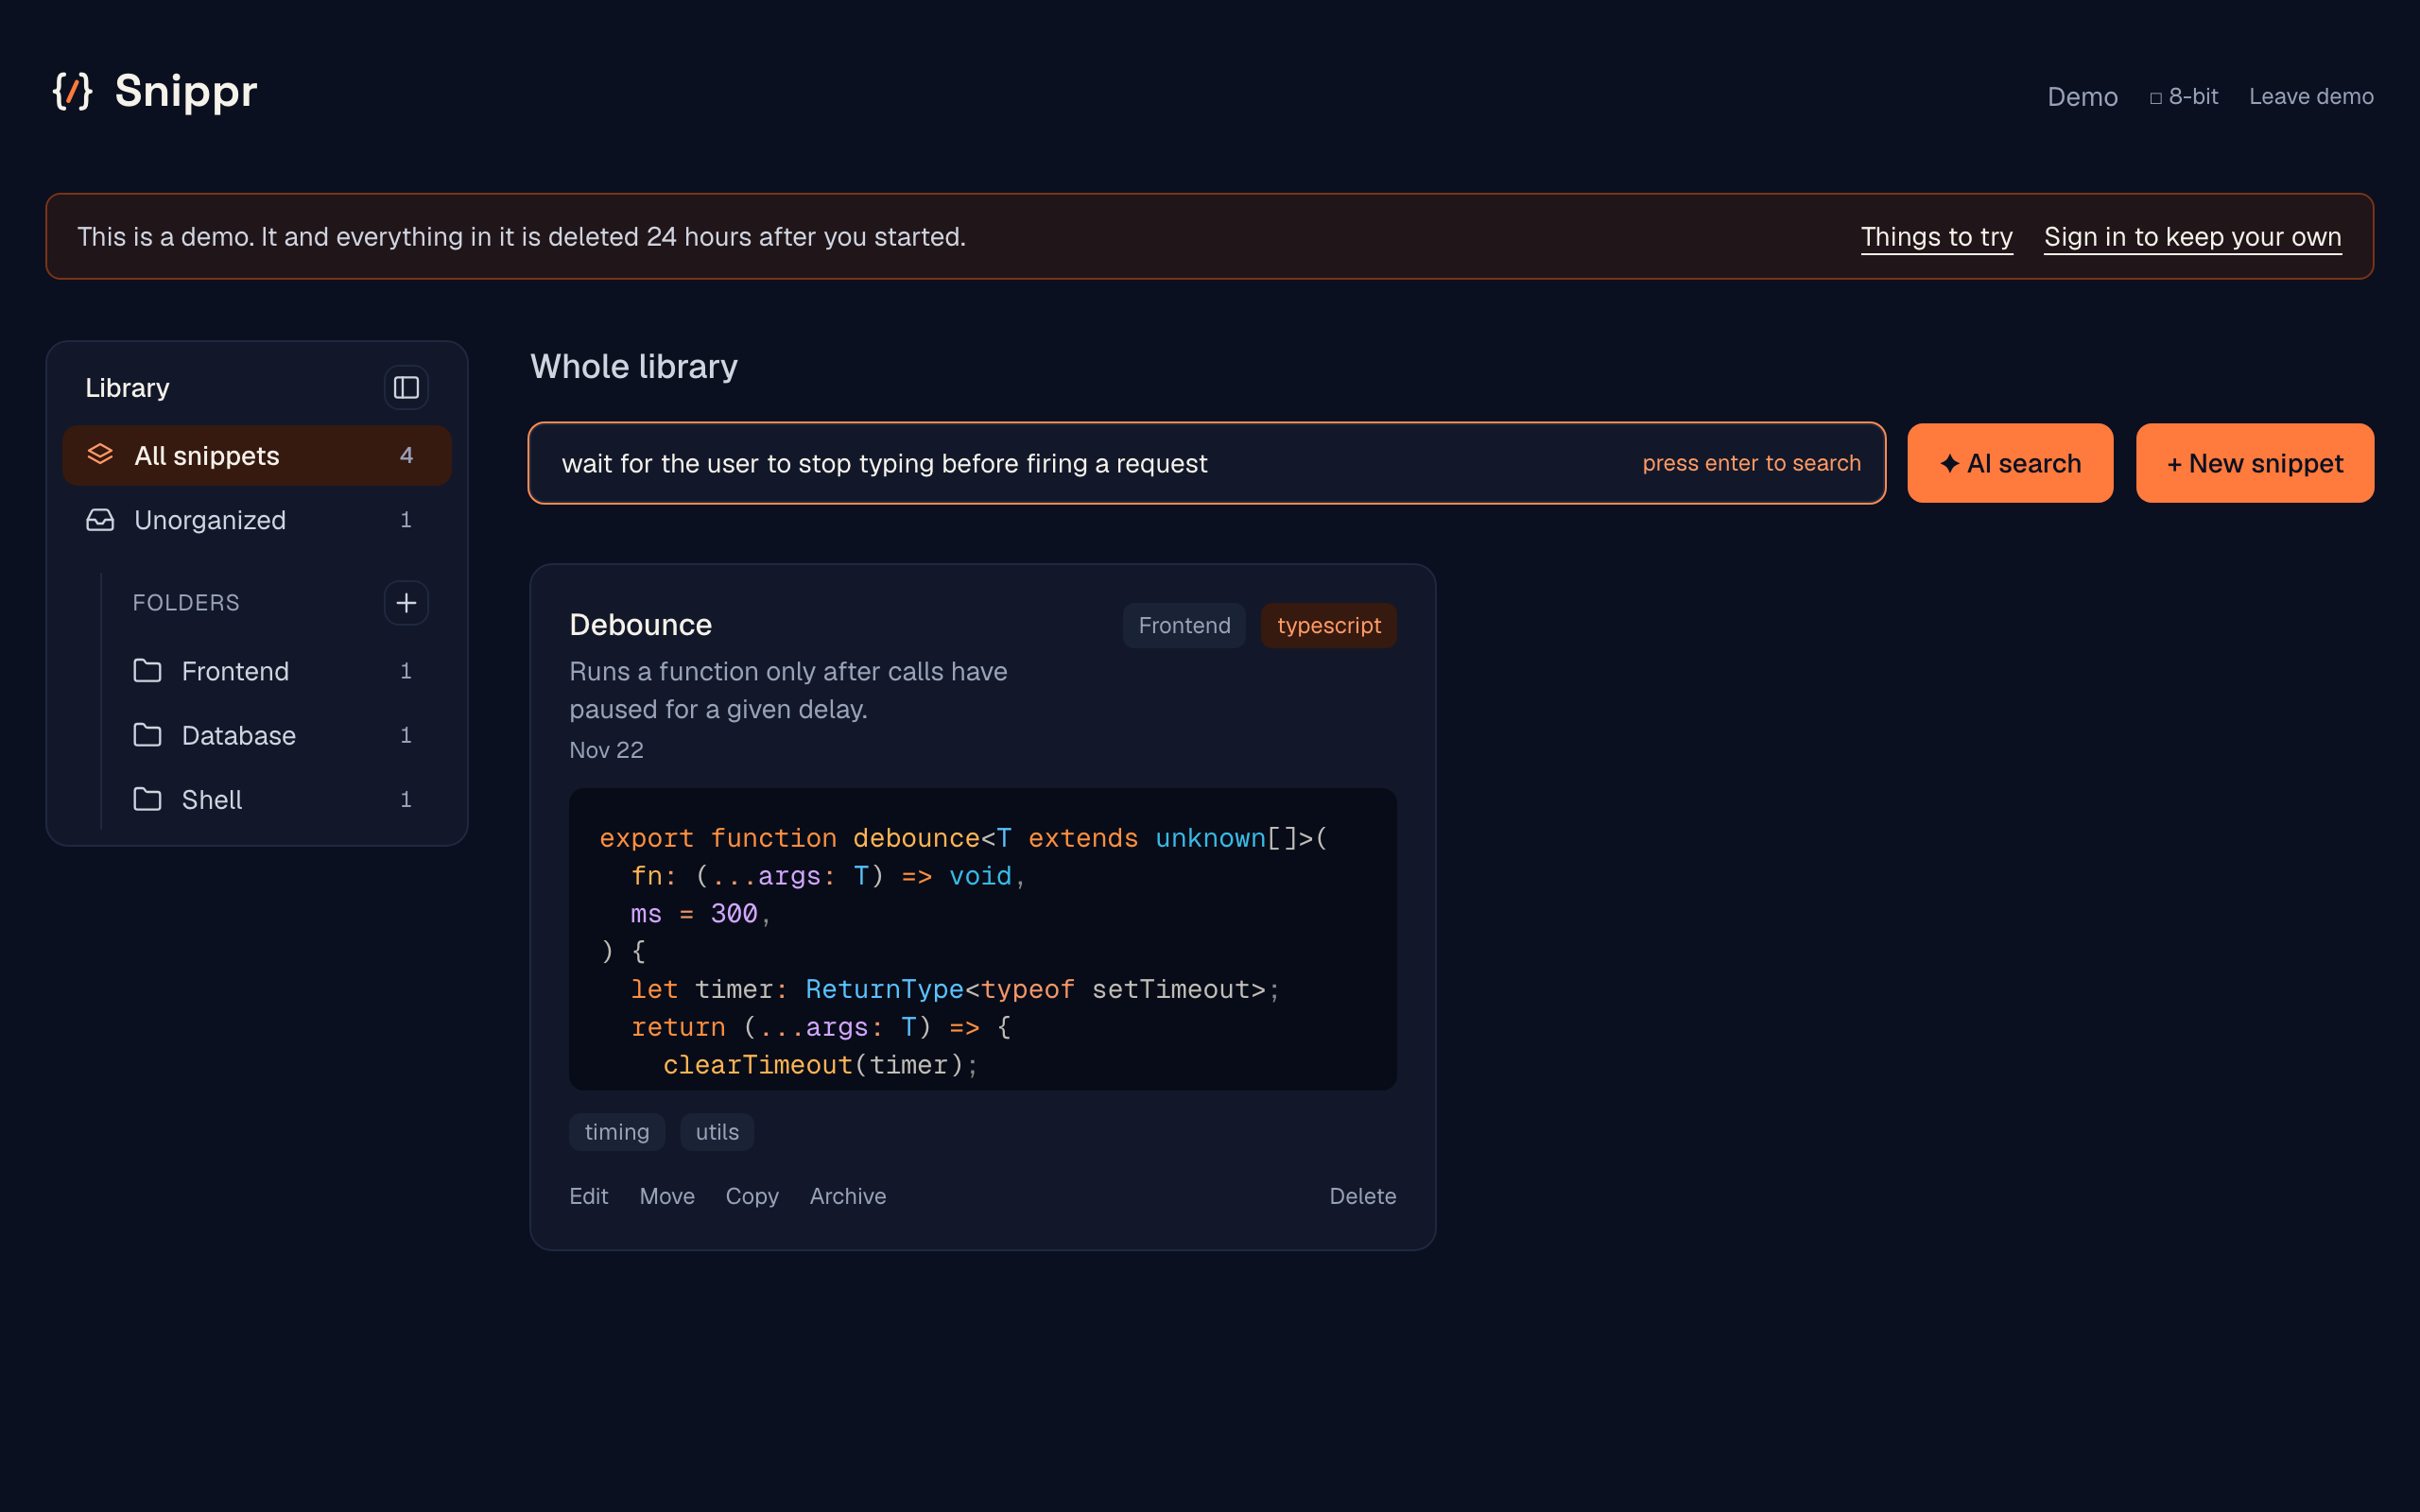 Snippr
Demo
8-bit
Leave demo
This is a demo. It and everything in it is deleted 24 hours after you started.
Things to try
Sign in to keep your own
Library
All snippets 4
Unorganized 1
FOLDERS
Frontend 1
Database 1
Shell 1
Whole library
wait for the user to stop typing before firing a request
press enter to search
✦ AI search
+ New snippet
Debounce
Frontend
typescript
Runs a function only after calls have
paused for a given delay.
Nov 22
export function debounce<T extends unknown[]>(
  fn: (...args: T) => void,
  ms = 300,
) {
  let timer: ReturnType<typeof setTimeout>;
  return (...args: T) => {
    clearTimeout(timer);
timing
utils
Edit
Move
Copy
Archive
Delete